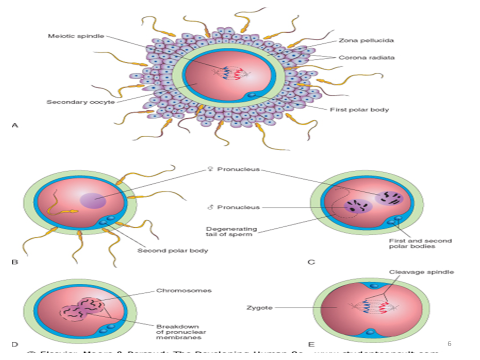 Meiotic spindle
Zona pellucida
Corona radiata
Secondary oocyte
First polar body
A
♀ Pronucleus
♂ Pronucleus
Degenerating
tail of sperm
Second polar body
First and second
polar bodies
B
C
Cleavage spindle
Chromosomes
Zygote
Breakdown
of pronuclear
membranes
D
E
6
© Elsevier. Moore & Persaud: The Developing Human 8e - www.studentconsult.com